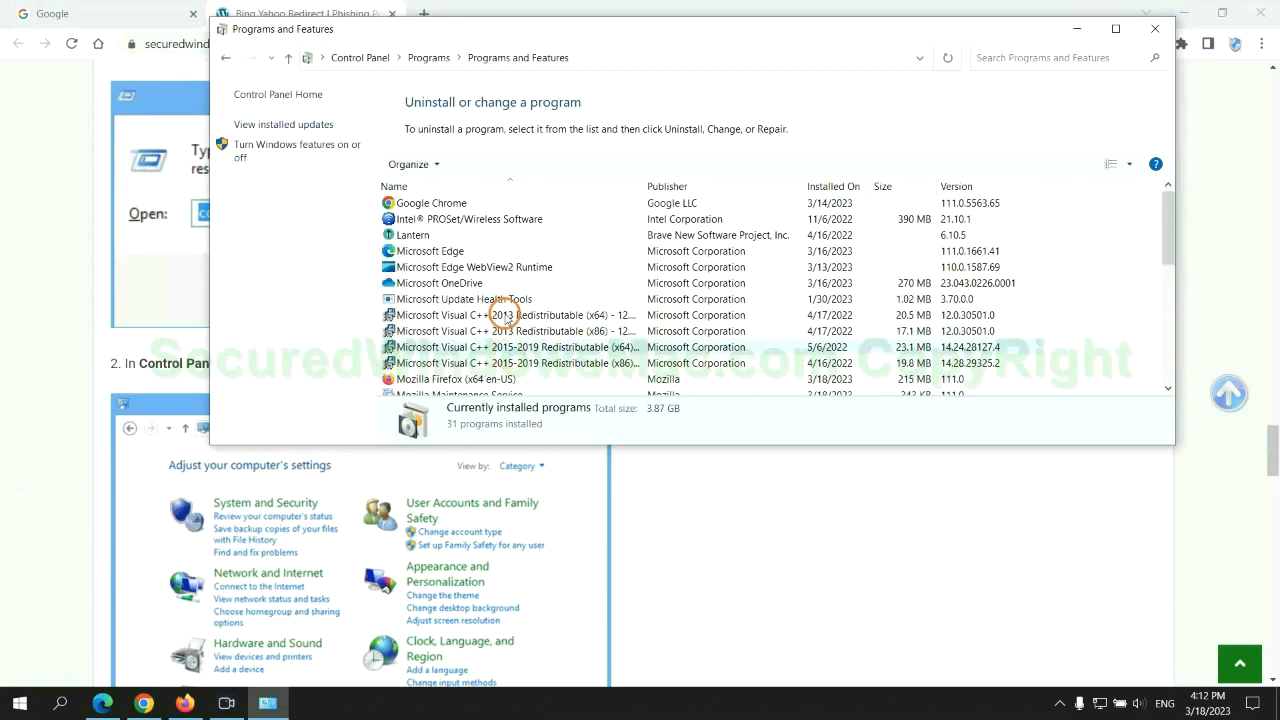 Google
Bing Yahoo Redirect | Phishing P
securedwind
Programs and Features
Control Panel > Programs > Programs and Features
Search Programs and Features
Control Panel Home
View installed updates
Turn Windows features on or
off
Uninstall or change a program
To uninstall a program, select it from the list and then click Uninstall, Change, or Repair.
Organize
Name Publisher Installed On Size Version
Google Chrome Google LLC 3/14/2023 111.0.5563.65
Intel® PROSet/Wireless Software Intel Corporation 11/6/2022 390 MB 21.10.1
Lantern Brave New Software Project, Inc. 4/16/2022 6.10.5
Microsoft Edge Microsoft Corporation 3/16/2023 111.0.1661.41
Microsoft Edge WebView2 Runtime Microsoft Corporation 3/13/2023 110.0.1587.69
Microsoft OneDrive Microsoft Corporation 3/16/2023 270 MB 23.043.0226.0001
Microsoft Update Health Tools Microsoft Corporation 1/30/2023 1.02 MB 3.70.0.0
Microsoft Visual C++ 2013 Redistributable (x64) - 12.... Microsoft Corporation 4/17/2022 20.5 MB 12.0.30501.0
Microsoft Visual C++ 2013 Redistributable (x86) - 12.... Microsoft Corporation 4/17/2022 17.1 MB 12.0.30501.0
Microsoft Visual C++ 2015-2019 Redistributable (x64)... Microsoft Corporation 5/6/2022 23.1 MB 14.24.28127.4
Microsoft Visual C++ 2015-2019 Redistributable (x86)... Microsoft Corporation 4/16/2022 19.8 MB 14.28.29325.2
Mozilla Firefox (x64 en-US) Mozilla 3/18/2023 215 MB 111.0
Mozilla Maintenance Service Mozilla 3/18/2023 343 KB 111.0
Currently installed programs Total size: 3.87 GB
31 programs installed
Ty
res
Open: co
2. In Control Pan
Adjust your computer's settings
View by: Category
System and Security
Review your computer's status
Save backup copies of your files
with File History
Find and fix problems
Network and Internet
Connect to the Internet
View network status and tasks
Choose homegroup and sharing
options
Hardware and Sound
View devices and printers
Add a device
User Accounts and Family
Safety
Change account type
Set up Family Safety for any user
Appearance and
Personalization
Change the theme
Change desktop background
Adjust screen resolution
Clock, Language, and
Region
Add a language
Change input methods
ENG
4:12 PM
3/18/2023